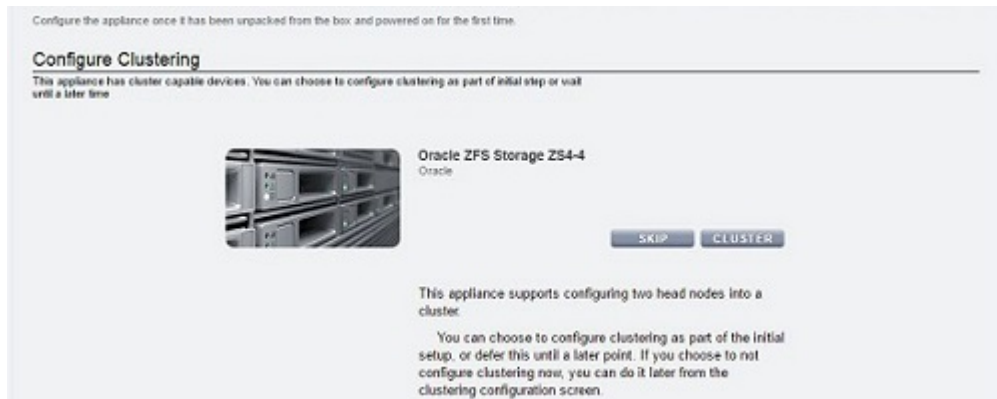 Configure the appliance once it has been unpacked from the box and powered on for the first time.
Configure Clustering
This appliance has cluster capable devices. You can choose to configure clustering as part of initial step or wait
until a later time
Oracle ZFS Storage ZS4-4
Oracle
SKIP CLUSTER
This appliance supports configuring two head nodes into a
cluster.
You can choose to configure clustering as part of the initial
setup, or defer this until a later point. If you choose to not
configure clustering now, you can do it later from the
clustering configuration screen.